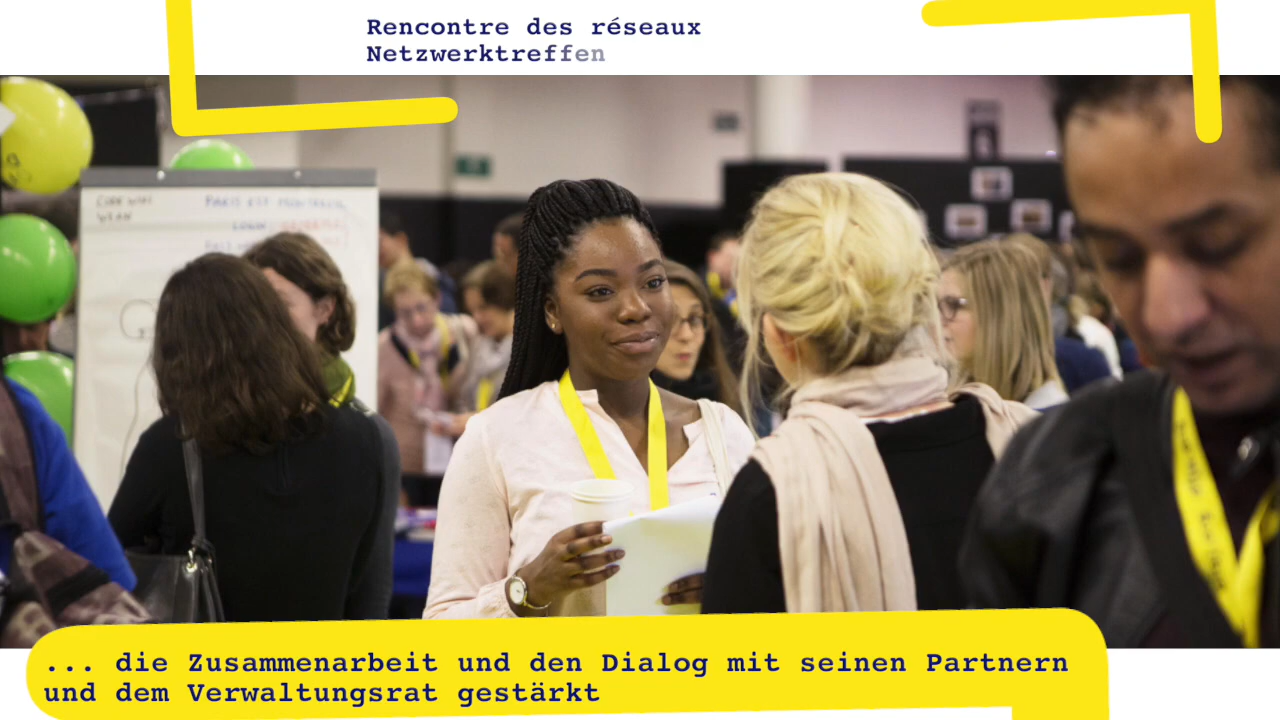 Rencontre des réseaux
Netzwerktreffen
... die Zusammenarbeit und den Dialog mit seinen Partnern
und dem Verwaltungsrat gestärkt